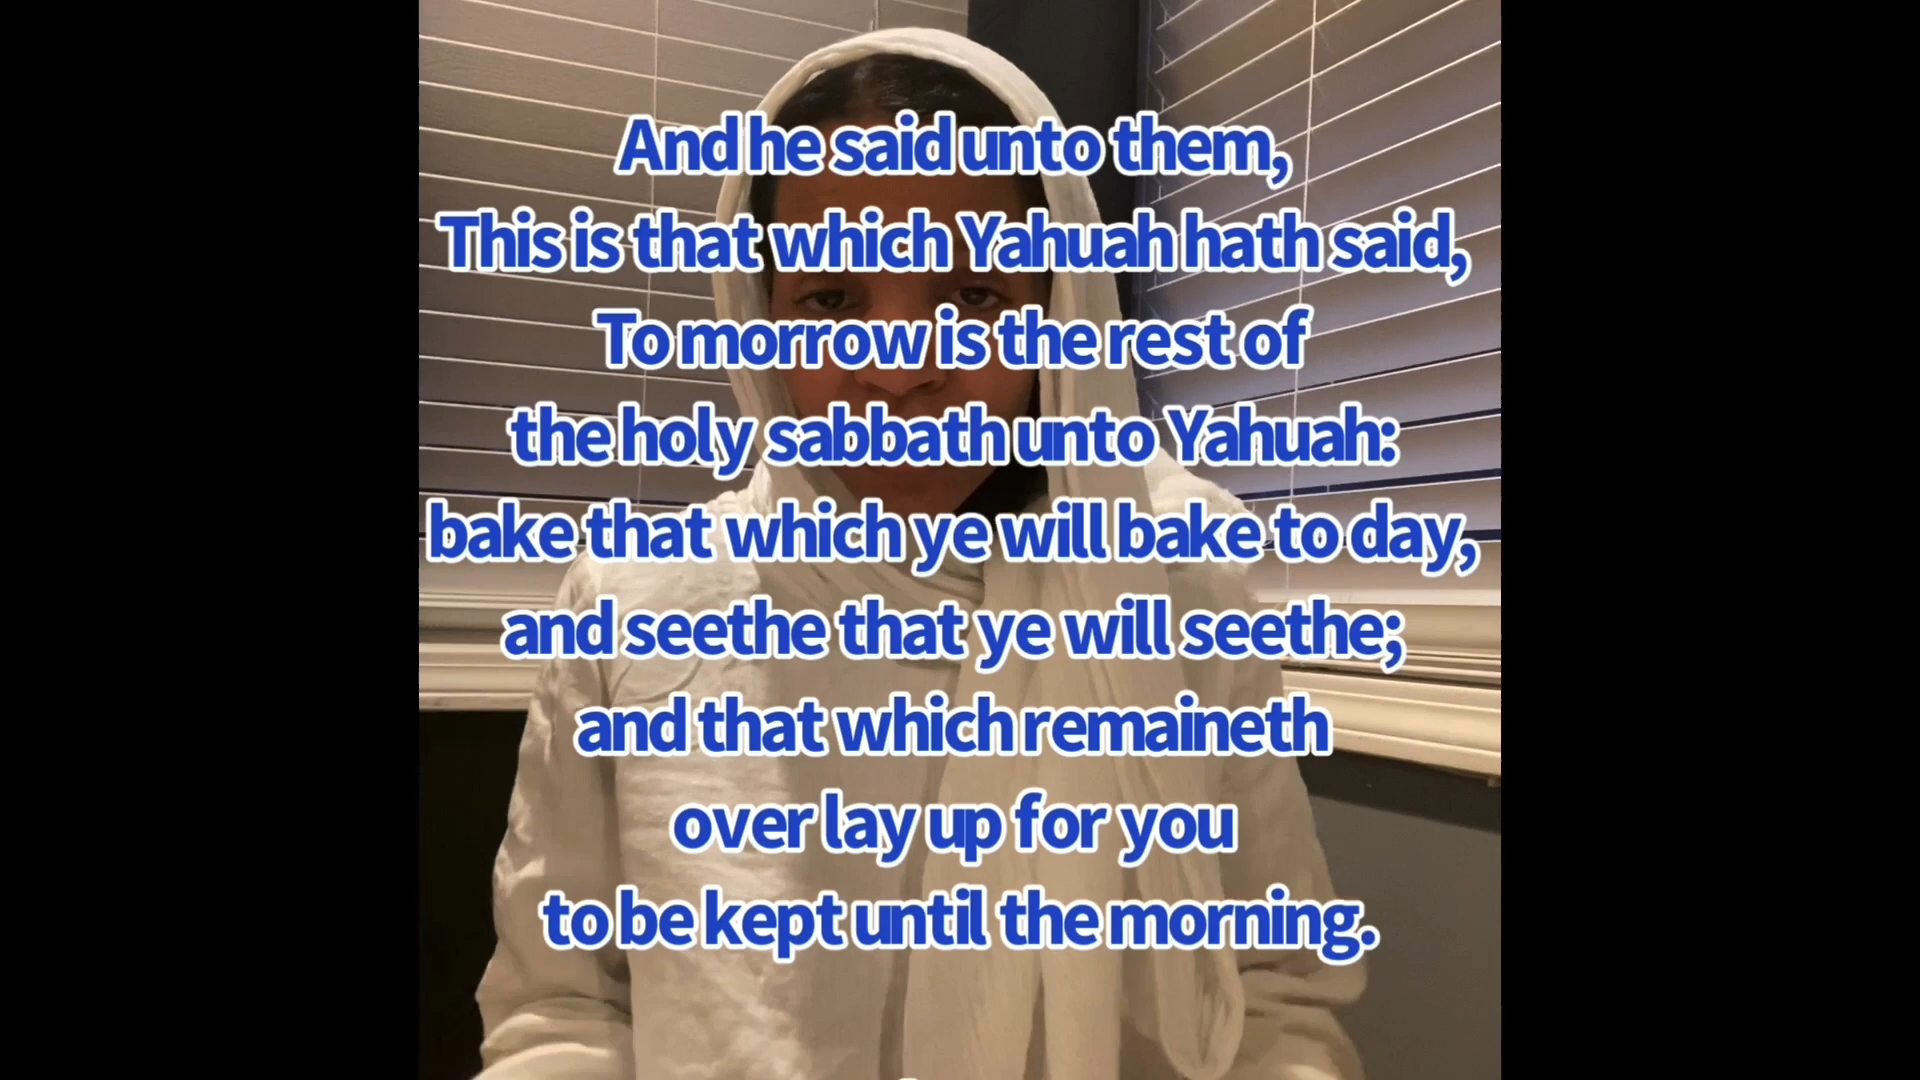 And he said unto them,
This is that which Yahuah hath said,
To morrow is the rest of
the holy sabbath unto Yahuah:
bake that which ye will bake to day,
and seethe that ye will seethe;
and that which remaineth
over lay up for you
to be kept until the morning.